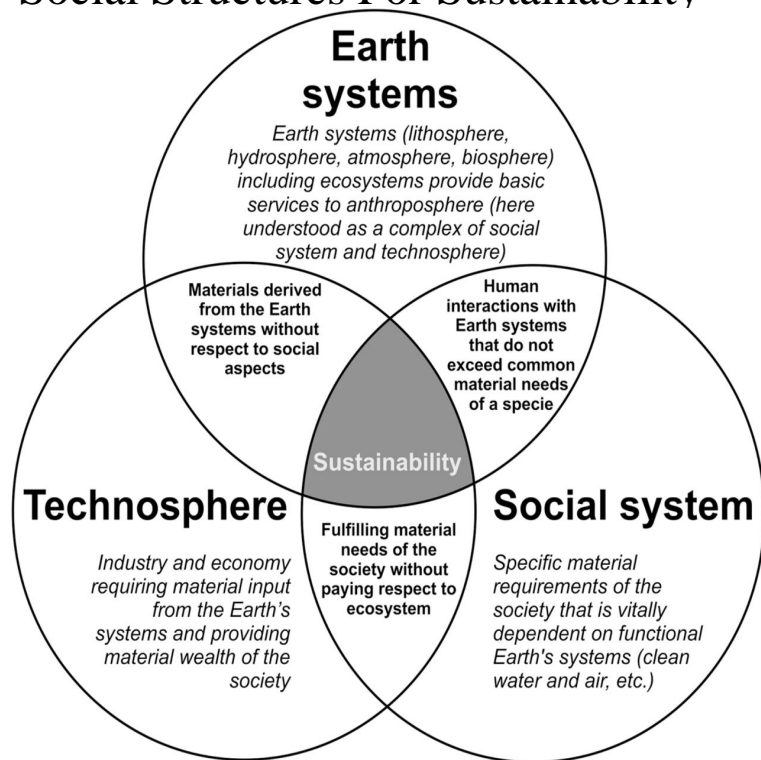 Social Structures For Sustainability
Earth
systems
Earth systems (lithosphere,
hydrosphere, atmosphere, biosphere)
including ecosystems provide basic
services to anthroposphere (here
understood as a complex of social
system and technosphere)
Materials derived
from the Earth
systems without
respect to social
aspects
Human
interactions with
Earth systems
that do not
exceed common
material needs
of a specie
Sustainability
Technosphere
Industry and economy
requiring material input
from the Earth's
systems and providing
material wealth of the
society
Fulfilling material
needs of the
society without
paying respect to
ecosystem
Social system
Specific material
requirements of the
society that is vitally
dependent on functional
Earth's systems (clean
water and air, etc.)